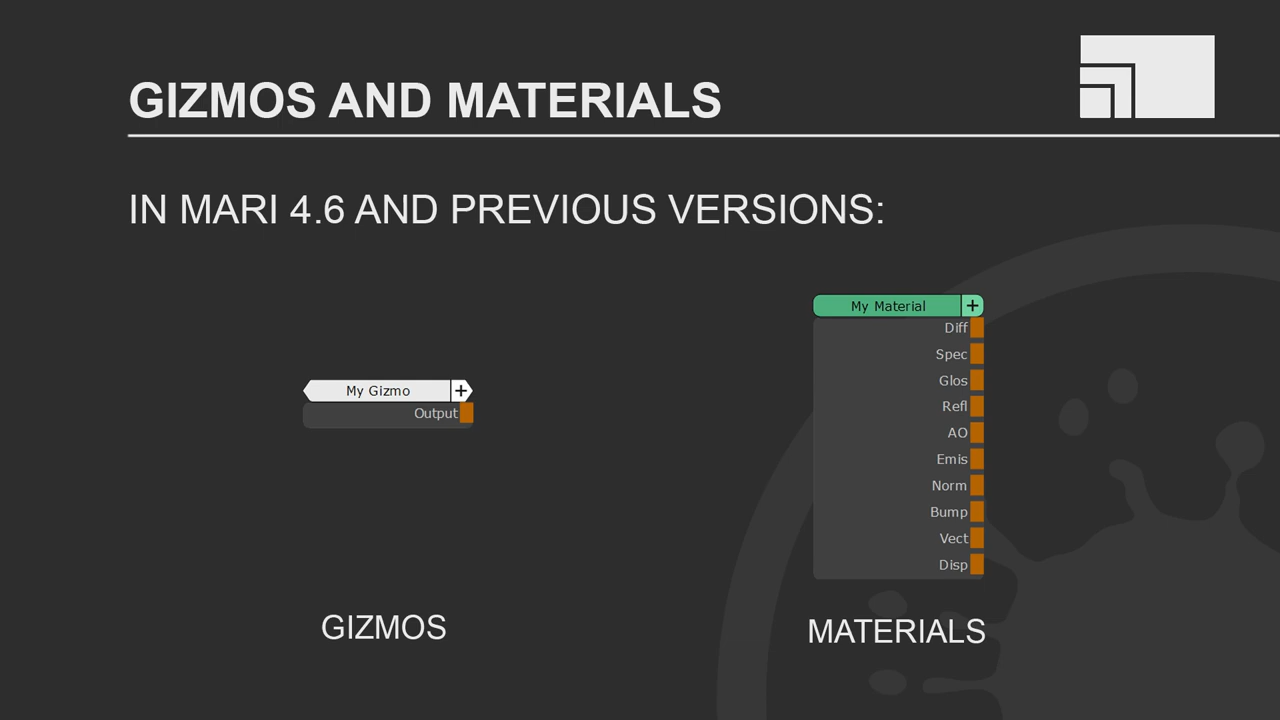 GIZMOS AND MATERIALS
IN MARI 4.6 AND PREVIOUS VERSIONS:
My Gizmo +
Output
My Material +
Diff
Spec
Glos
Refl
AO
Emis
Norm
Bump
Vect
Disp
GIZMOS
MATERIALS